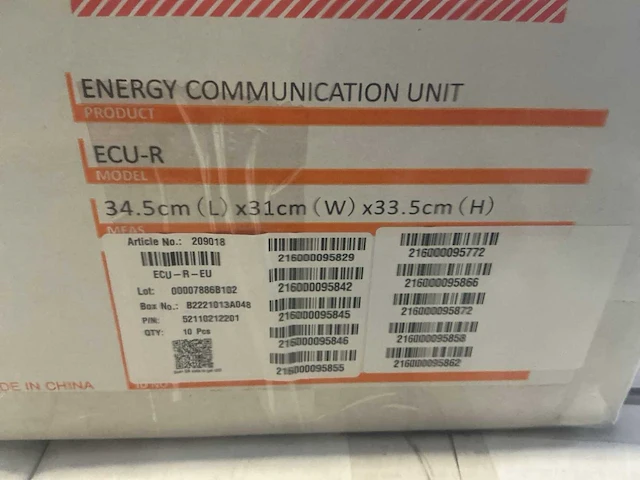 ENERGY COMMUNICATION UNIT
PRODUCT
ECU-R
MODEL
34.5cm(L) x31cm(W) x33.5cm(H)
MEAS
Article No.: 209018
ECU-R-EU
Lot: 00007886B102
Box No.: B2221013A048
P/N: 52110212201
QTY: 10 Pcs
216000095829
216000095842
216000095845
216000095846
216000095855
216000095772
216000095866
216000095872
216000095858
216000095862
DE IN CHINA